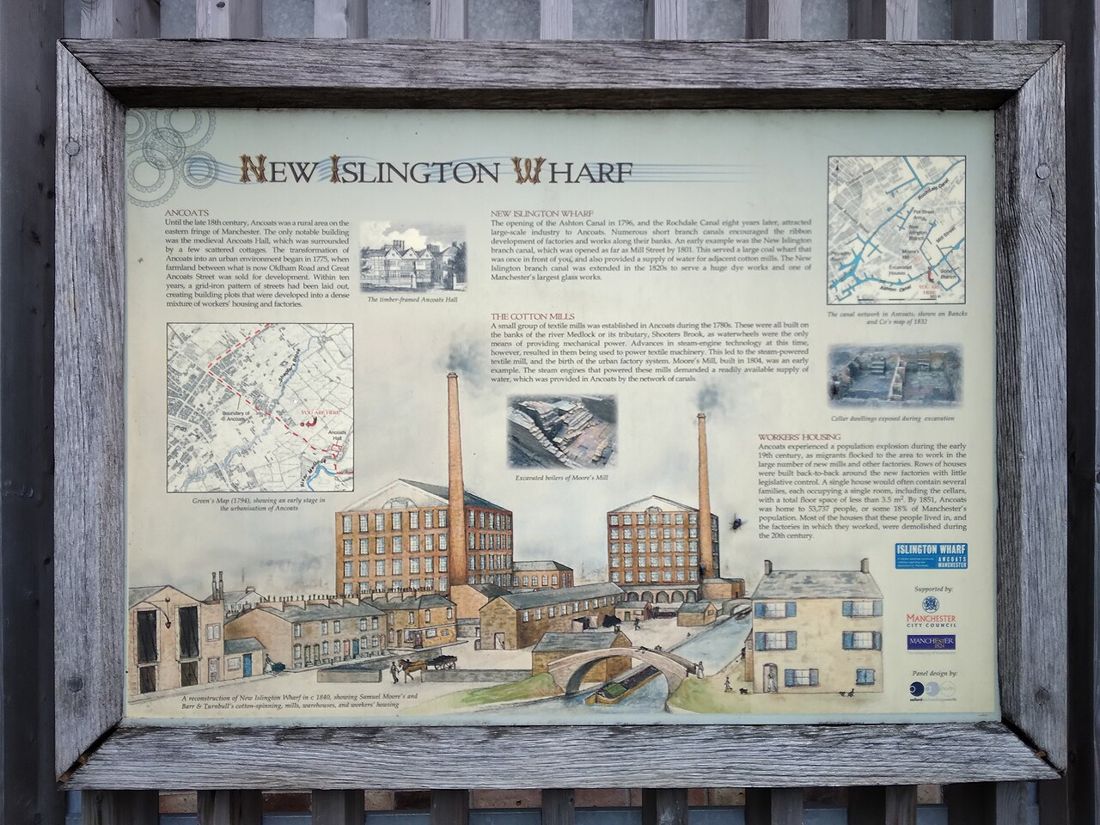 NEW ISLINGTON WHARF
ANCOATS
Until the late 18th century, Ancoats was a rural area on the
eastern fringe of Manchester. The only notable building
was the medieval Ancoats Hall, which was surrounded
by a few scattered cottages. The transformation of
Ancoats into an urban environment began in 1775, when
farmland between what is now Oldham Road and Great
Ancoats Street was sold for development. Within ten
years, a grid-iron pattern of streets had been laid out,
creating building plots that were developed into a dense
mixture of workers' housing and factories.
The timber-framed Ancoats Hall
Boundary of
Ancoats
YOU ARE HERE
Ancoats
Hall
Green's Map (1794), showing an early stage in
the urbanisation of Ancoats
NEW ISLINGTON WHARF
The opening of the Ashton Canal in 1796, and the Rochdale Canal eight years later, attracted
large-scale industry to Ancoats. Numerous short branch canals encouraged the ribbon
development of factories and works along their banks. An early example was the New Islington
branch canal, which was opened as far as Mill Street by 1801. This served a large coal wharf that
was once in front of you, and also provided a supply of water for adjacent cotton mills. The New
Islington branch canal was extended in the 1820s to serve a huge dye works and one of
Manchester's largest glass works.
THE COTTON MILLS
A small group of textile mills was established in Ancoats during the 1780s. These were all built on
the banks of the river Medlock or its tributary, Shooters Brook, as waterwheels were the only
means of providing mechanical power. Advances in steam-engine technology at this time,
however, resulted in them being used to power textile machinery. This led to the steam-powered
textile mill, and the birth of the urban factory system. Moore's Mill, built in 1804, was an early
example. The steam engines that powered these mills demanded a readily available supply of
water, which was provided in Ancoats by the network of canals.
Excavated boilers of Moore's Mill
Rochdale Canal
New
Islington
Branch
Excavated
Houses
YOU ARE
HERE
The canal network in Ancoats, shown on Bancks
and Co's map of 1832
Cellar dwellings exposed during excavation
WORKERS' HOUSING
Ancoats experienced a population explosion during the early
19th century, as migrants flocked to the area to work in the
large number of new mills and other factories. Rows of houses
were built back-to-back around the new factories with little
legislative control. A single house would often contain several
families, each occupying a single room, including the cellars,
with a total floor space of less than 3.5 m². By 1851, Ancoats
was home to 53,737 people, or some 18% of Manchester's
population. Most of the houses that these people lived in, and
the factories in which they worked, were demolished during
the 20th century.
ISLINGTON WHARF
ANCOATS
MANCHESTER
Supported by:
MANCHESTER
CITY COUNCIL
MANCHESTER
Panel design by:
A reconstruction of New Islington Wharf in c 1840, showing Samuel Moore's and
Barr & Turnbull's cotton-spinning, mills, warehouses, and workers' housing